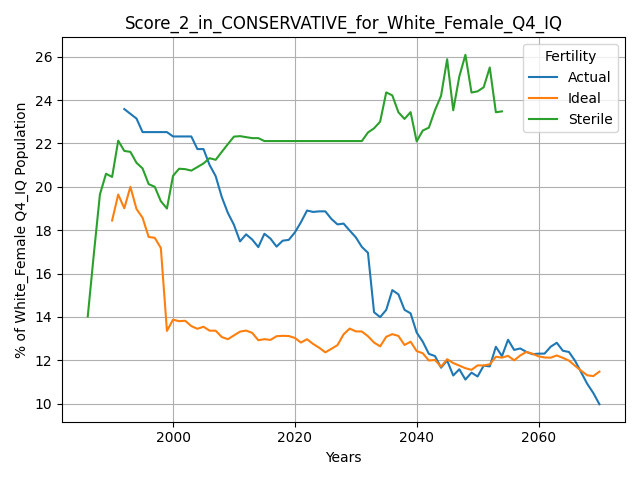 Score_2_in_CONSERVATIVE_for_White_Female_Q4_IQ
% of White_Female Q4_IQ Population
26
24
22
20
18
16
14
12
10
Fertility
Actual
Ideal
Sterile
2000
2020
2040
2060
Years